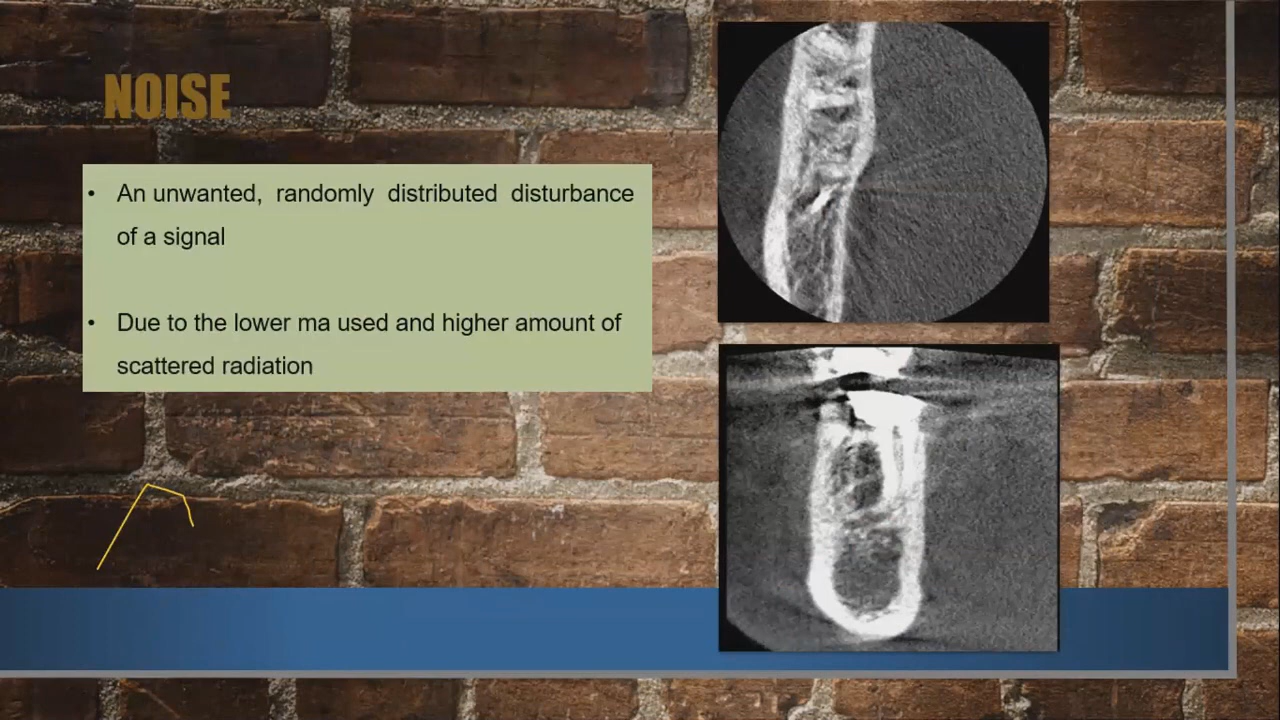 NOISE
• An unwanted, randomly distributed disturbance
of a signal
• Due to the lower ma used and higher amount of
scattered radiation